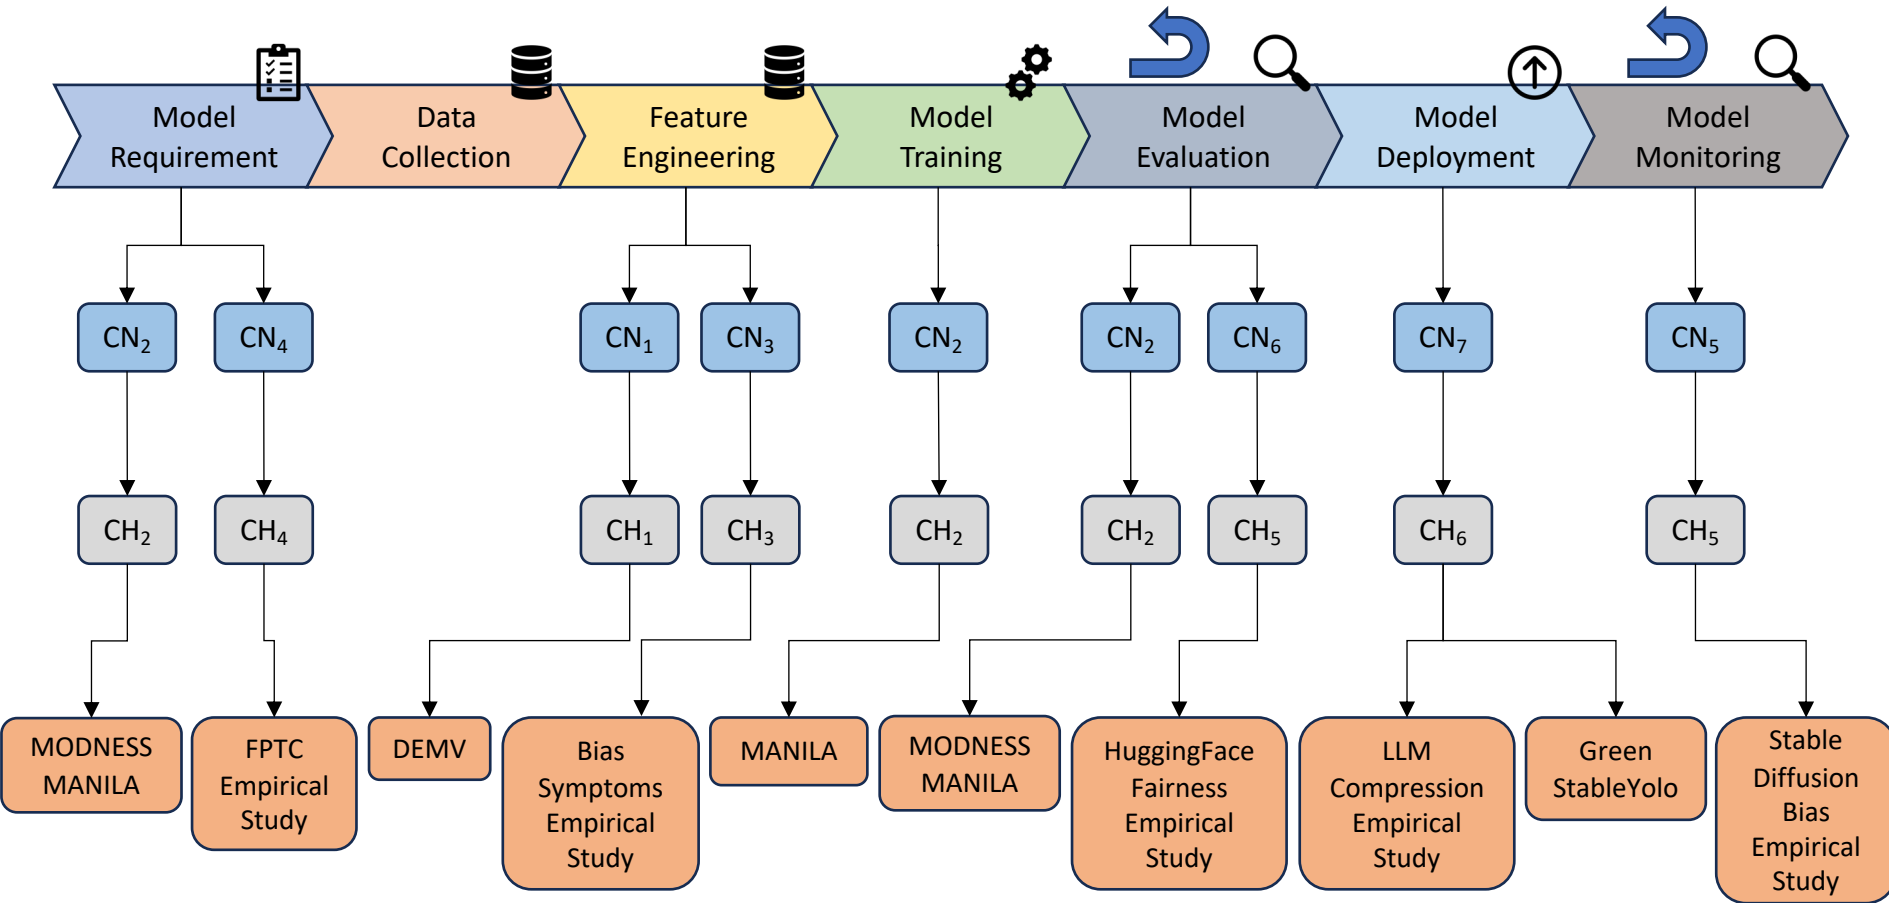 Model
Requirement
Data
Collection
Feature
Engineering
Model
Training
Model
Evaluation
Model
Deployment
Model
Monitoring
CN2
CN4
CN1
CN3
CN2
CN2
CN6
CN7
CN5
CH2
CH4
CH1
CH3
CH2
CH2
CH5
CH6
CH5
MODNESS
MANILA
FPTC
Empirical
Study
DEMV
Bias
Symptoms
Empirical
Study
MANILA
MODNESS
MANILA
HuggingFace
Fairness
Empirical
Study
LLM
Compression
Empirical
Study
Green
StableYolo
Stable
Diffusion
Bias
Empirical
Study